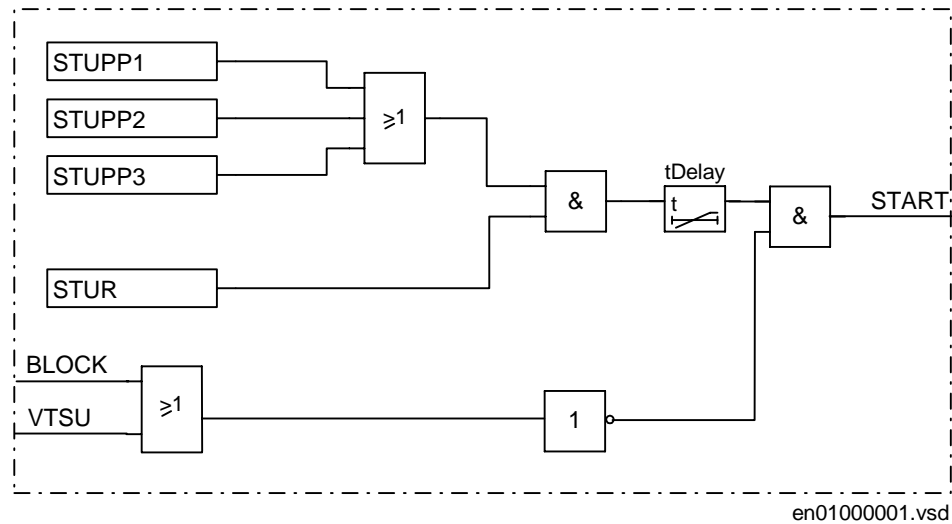 STUPP1
STUPP2
STUPP3
≥1
&
tDelay
t
&
START
STUR
BLOCK
VTSU
≥1
1
en01000001.vsd